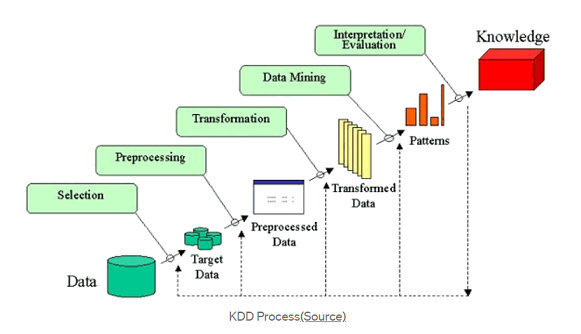 Interpretation/
Evaluation
Knowledge
Data Mining
Transformation
Patterns
Preprocessing
Transformed
Data
Selection
Preprocessed
Data
Target
Data
Data
KDD Process(Source)